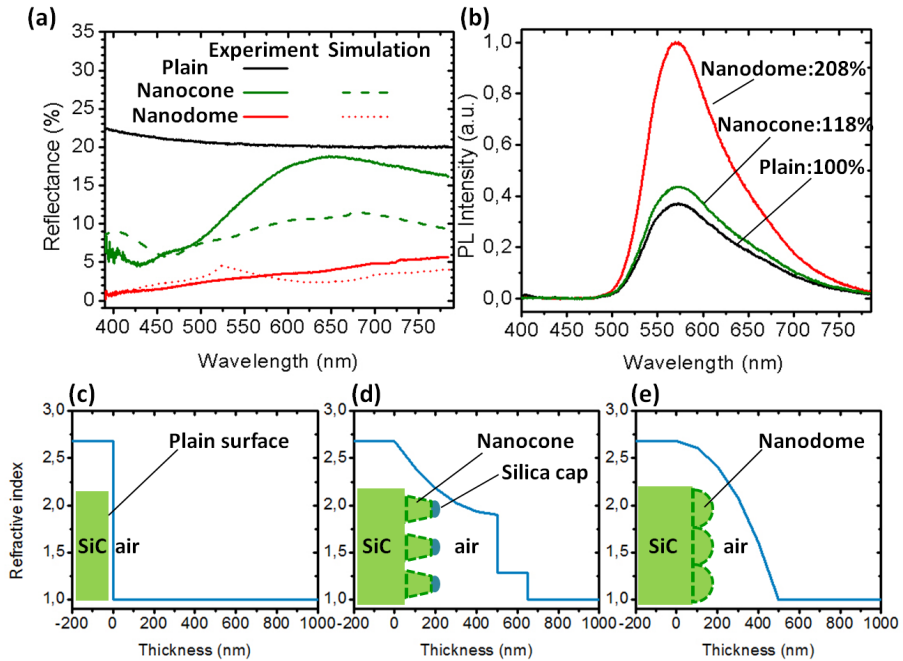 (a)
35
30
25
20
15
10
5
0
Reflectance (%)
Experiment Simulation
Plain
Nanocone
Nanodome
400 450 500 550 600 650 700 750
Wavelength (nm)
(b)
1,0
0,8
0,6
0,4
0,2
0,0
PL Intensity (a.u.)
Nanodome:208%
Nanocone:118%
Plain:100%
400 450 500 550 600 650 700 750
Wavelength (nm)
(c)
3,0
2,5
2,0
1,5
1,0
Refractive index
Plain surface
SiC air
-200 0 200 400 600 800 1000
Thickness (nm)
(d)
3,0
2,5
2,0
1,5
1,0
Nanocone
Silica cap
SiC air
-200 0 200 400 600 800 1000
Thickness (nm)
(e)
3,0
2,5
2,0
1,5
1,0
Nanodome
SiC air
-200 0 200 400 600 800 1000
Thickness (nm)